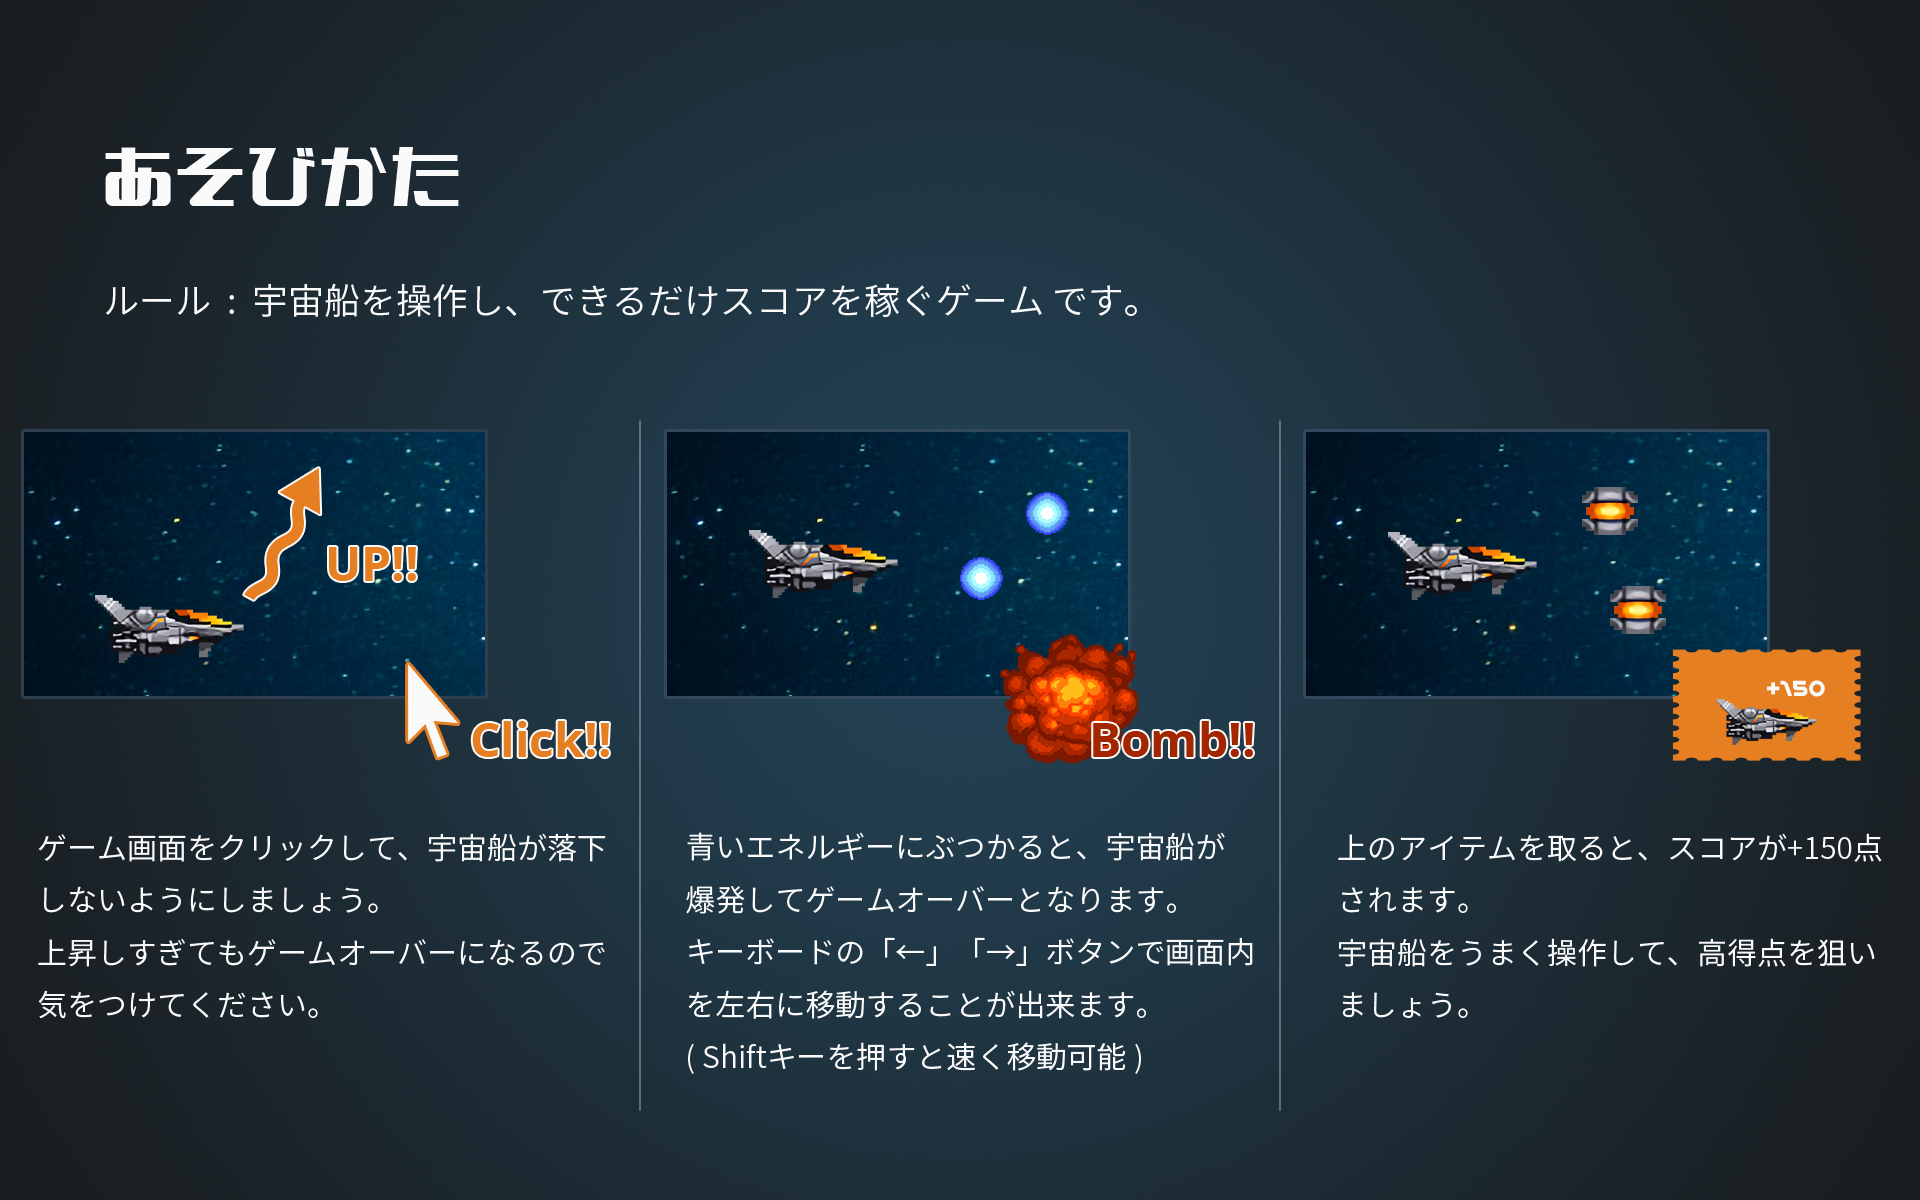 あそびかた
ルール : 宇宙船を操作し、できるだけスコアを稼ぐゲーム です。
UP!!
Click!!
ゲーム画面をクリックして、宇宙船が落下
しないようにしましょう。
上昇しすぎてもゲームオーバーになるので
気をつけてください。
Bomb!!
青いエネルギーにぶつかると、宇宙船が
爆発してゲームオーバーとなります。
キーボードの「←」「→」ボタンで画面内
を左右に移動することが出来ます。
( Shiftキーを押すと速く移動可能 )
+150
上のアイテムを取ると、スコアが+150点
されます。
宇宙船をうまく操作して、高得点を狙い
ましょう。